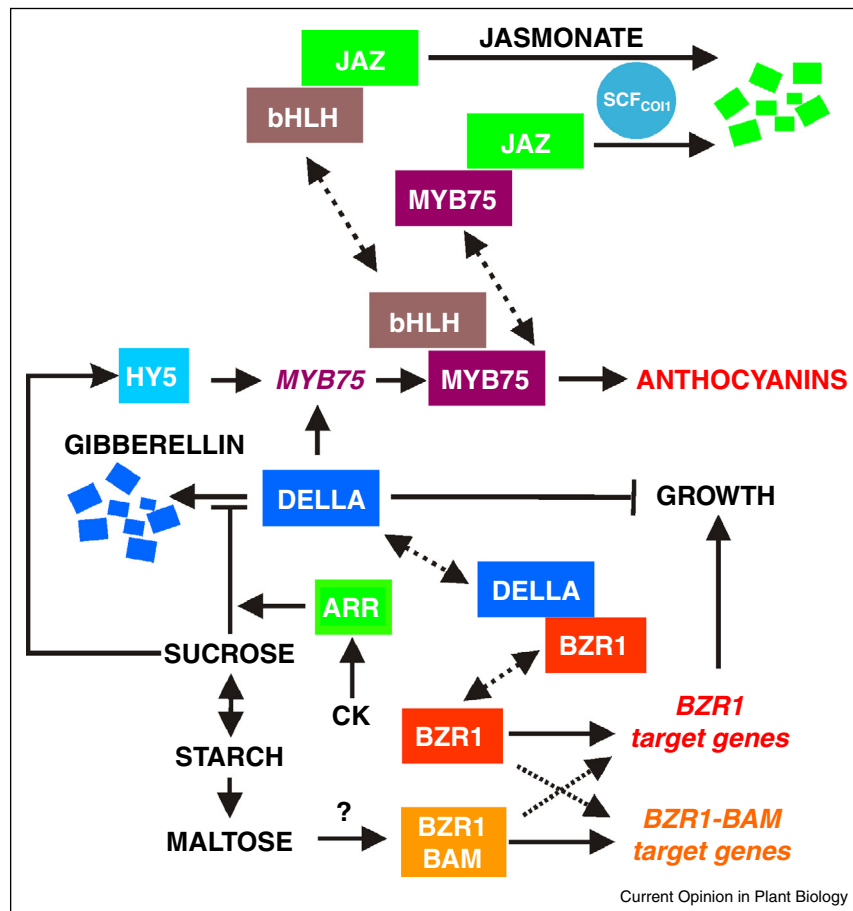 JASMONATE
JAZ
bHLH
SCFCOI1
JAZ
MYB75
bHLH
HY5
MYB75
MYB75
ANTHOCYANINS
GIBBERELLIN
DELLA
GROWTH
DELLA
BZR1
ARR
SUCROSE
CK
BZR1
BZR1
target genes
STARCH
?
MALTOSE
BZR1
BAM
BZR1-BAM
target genes
Current Opinion in Plant Biology